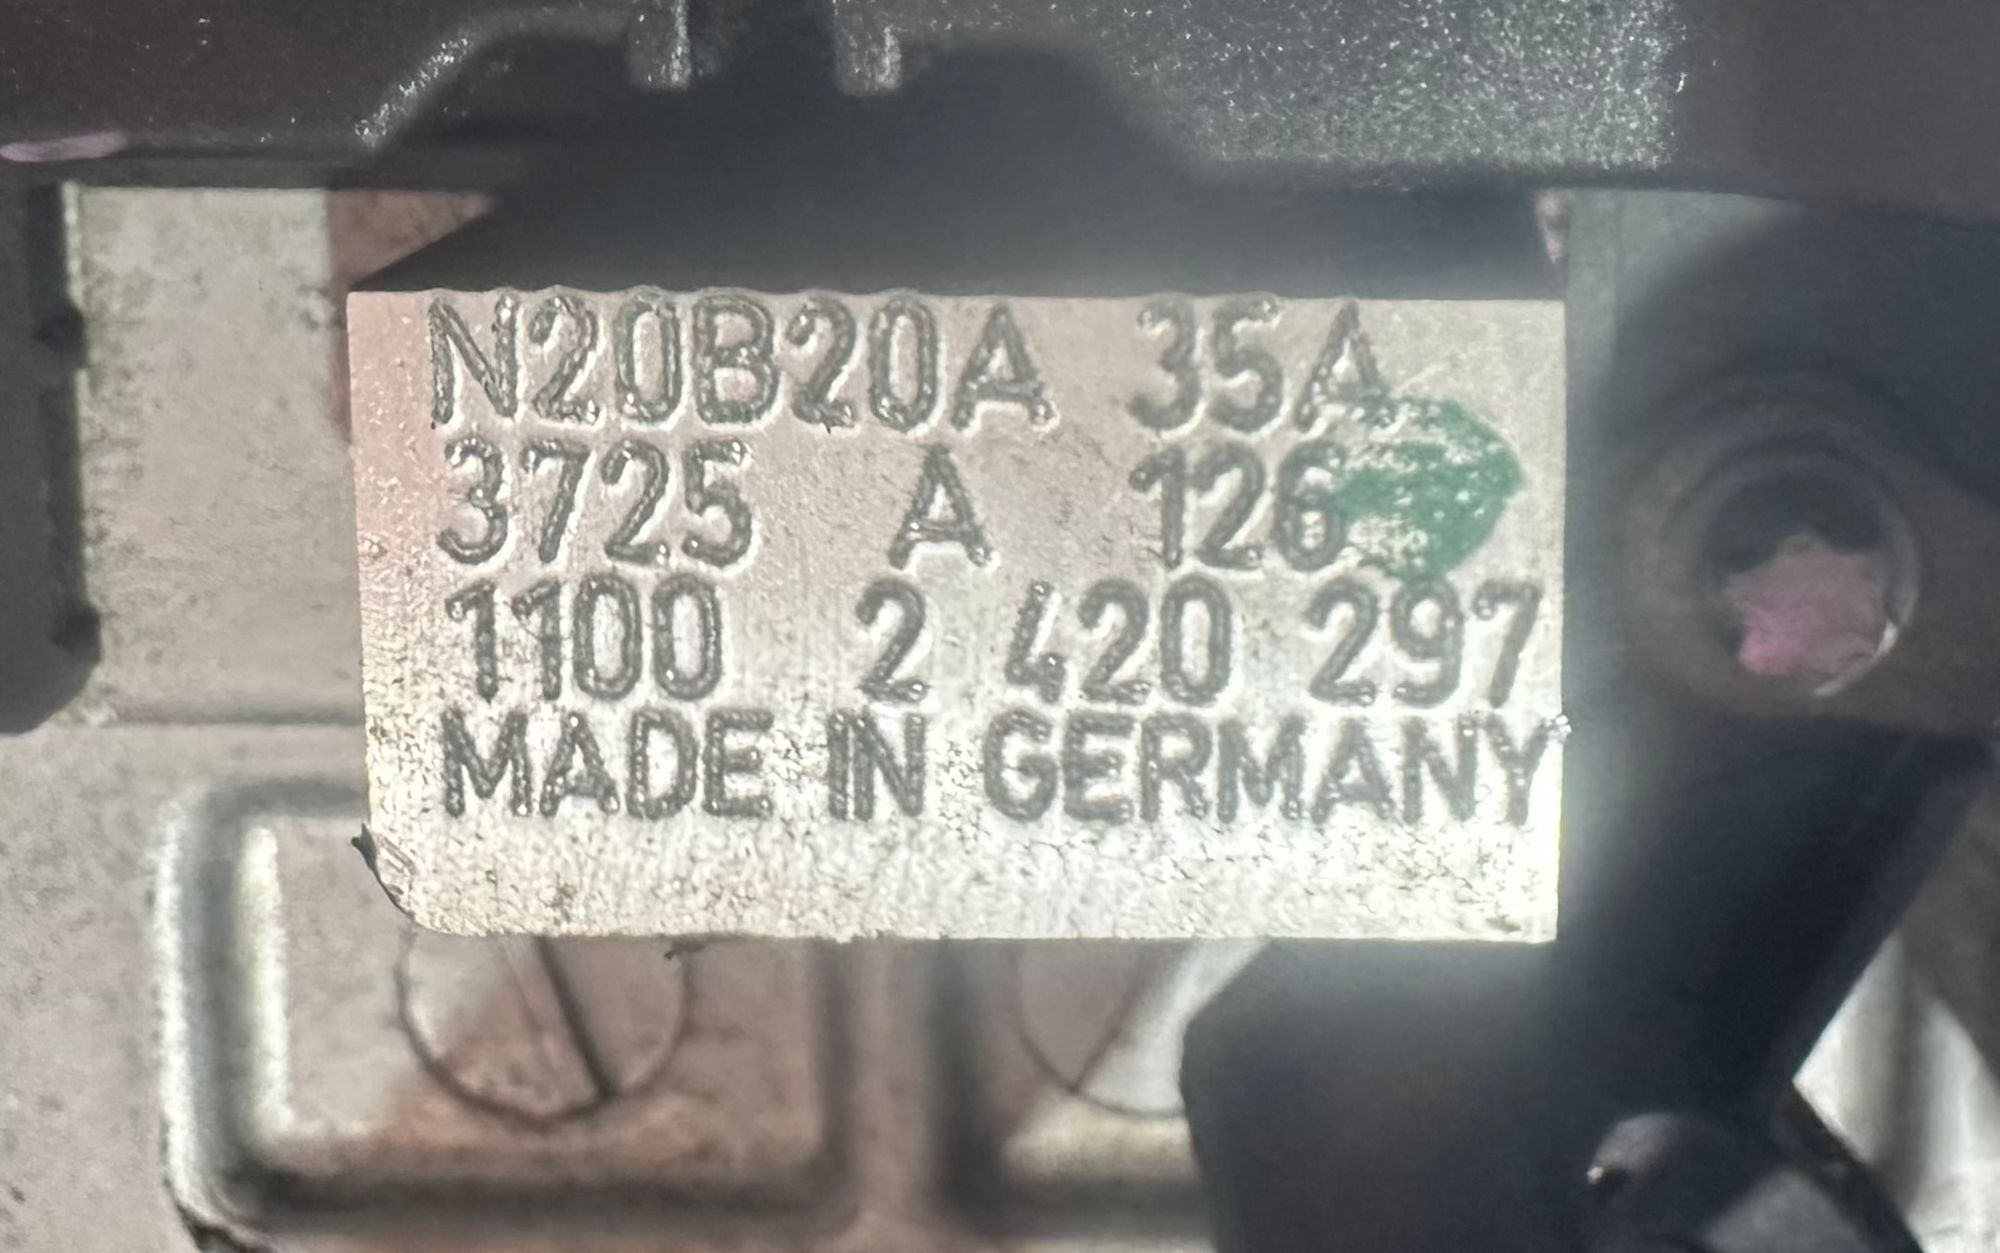 N20B20A 35A
3725 A 126
1100 2 420 297
MADE IN GERMANY